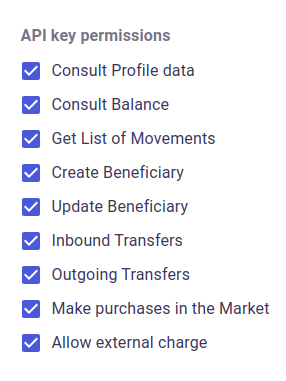 API key permissions
Consult Profile data
Consult Balance
Get List of Movements
Create Beneficiary
Update Beneficiary
Inbound Transfers
Outgoing Transfers
Make purchases in the Market
Allow external charge